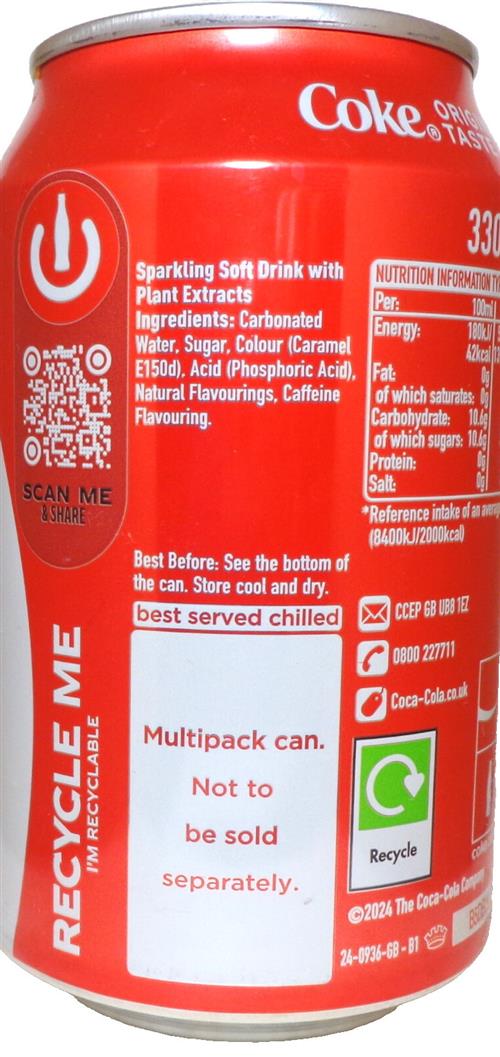 Coke®
330
Sparkling Soft Drink with
Plant Extracts
Ingredients: Carbonated
Water, Sugar, Colour (Caramel
E150d), Acid (Phosphoric Acid),
Natural Flavourings, Caffeine
Flavouring.
NUTRITION INFORMATION
Per: 100ml
Energy: 180kJ
42kcal
Fat: 0g
of which saturates: 0g
Carbohydrate: 10.6g
of which sugars: 10.6g
Protein: 0g
Salt: 0g
*Reference intake of an
(8400kJ/2000kcal)
SCAN ME
& SHARE
Best Before: See the bottom of
the can. Store cool and dry.
best served chilled
Multipack can.
Not to
be sold
separately.
RECYCLE ME
I'M RECYCLABLE
CCEP GB UB8 1EZ
0800 227711
Coca-Cola.co.uk
Recycle
©2024 The Coca-Cola Company
24-0936-GB-B1